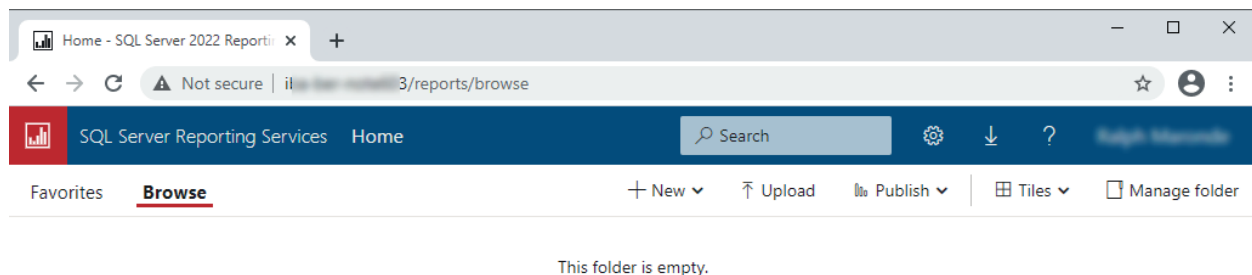 Home - SQL Server 2022 Reporti
Not secure | 3/reports/browse
SQL Server Reporting Services Home Search ?
Favorites Browse New Upload Publish Tiles Manage folder
This folder is empty.